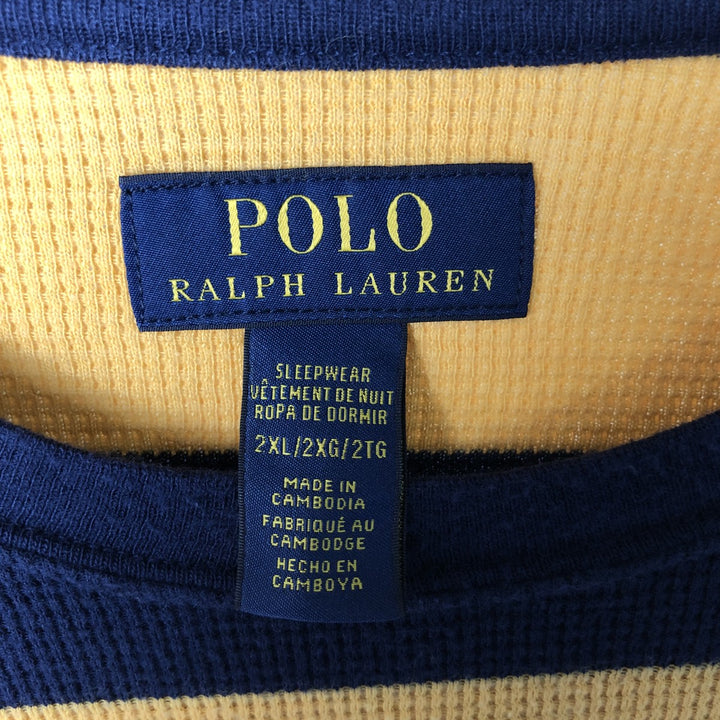 POLO
RALPH LAUREN
SLEEPWEAR
VÊTEMENT DE NUIT
ROPA DE DORMIR
2XL/2XG/2TG
MADE IN
CAMBODIA
FABRIQUÉ AU
CAMBODGE
HECHO EN
CAMBOYA